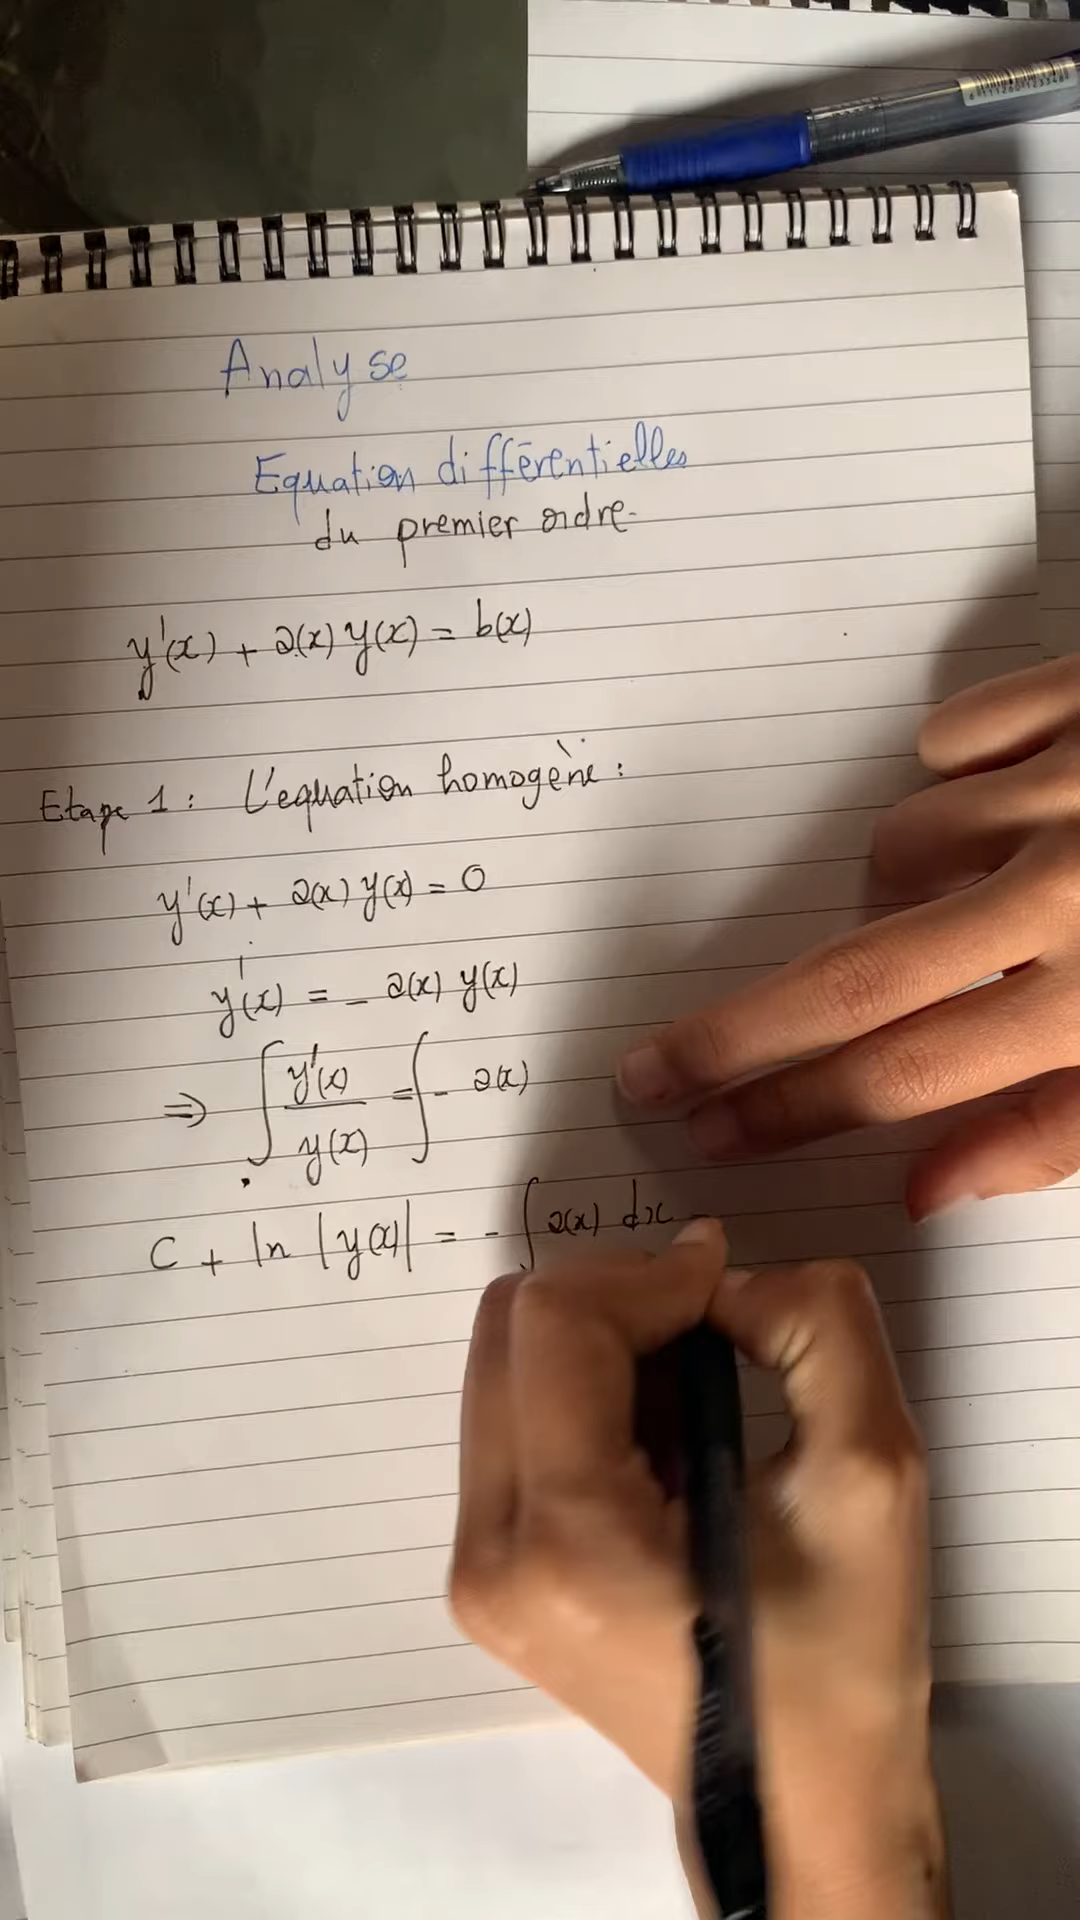 Analyse
Equation différentielles
du premier ordre.
y'(x) + a(x) y(x) = b(x)
Etape 1 : L'equation homogène :
y'(x) + a(x) y(x) = 0
y'(x) = - a(x) y(x)
⇒ ∫ y'(x) / y(x) = ∫ - a(x)
C + ln |y(x)| = - ∫ a(x) dx